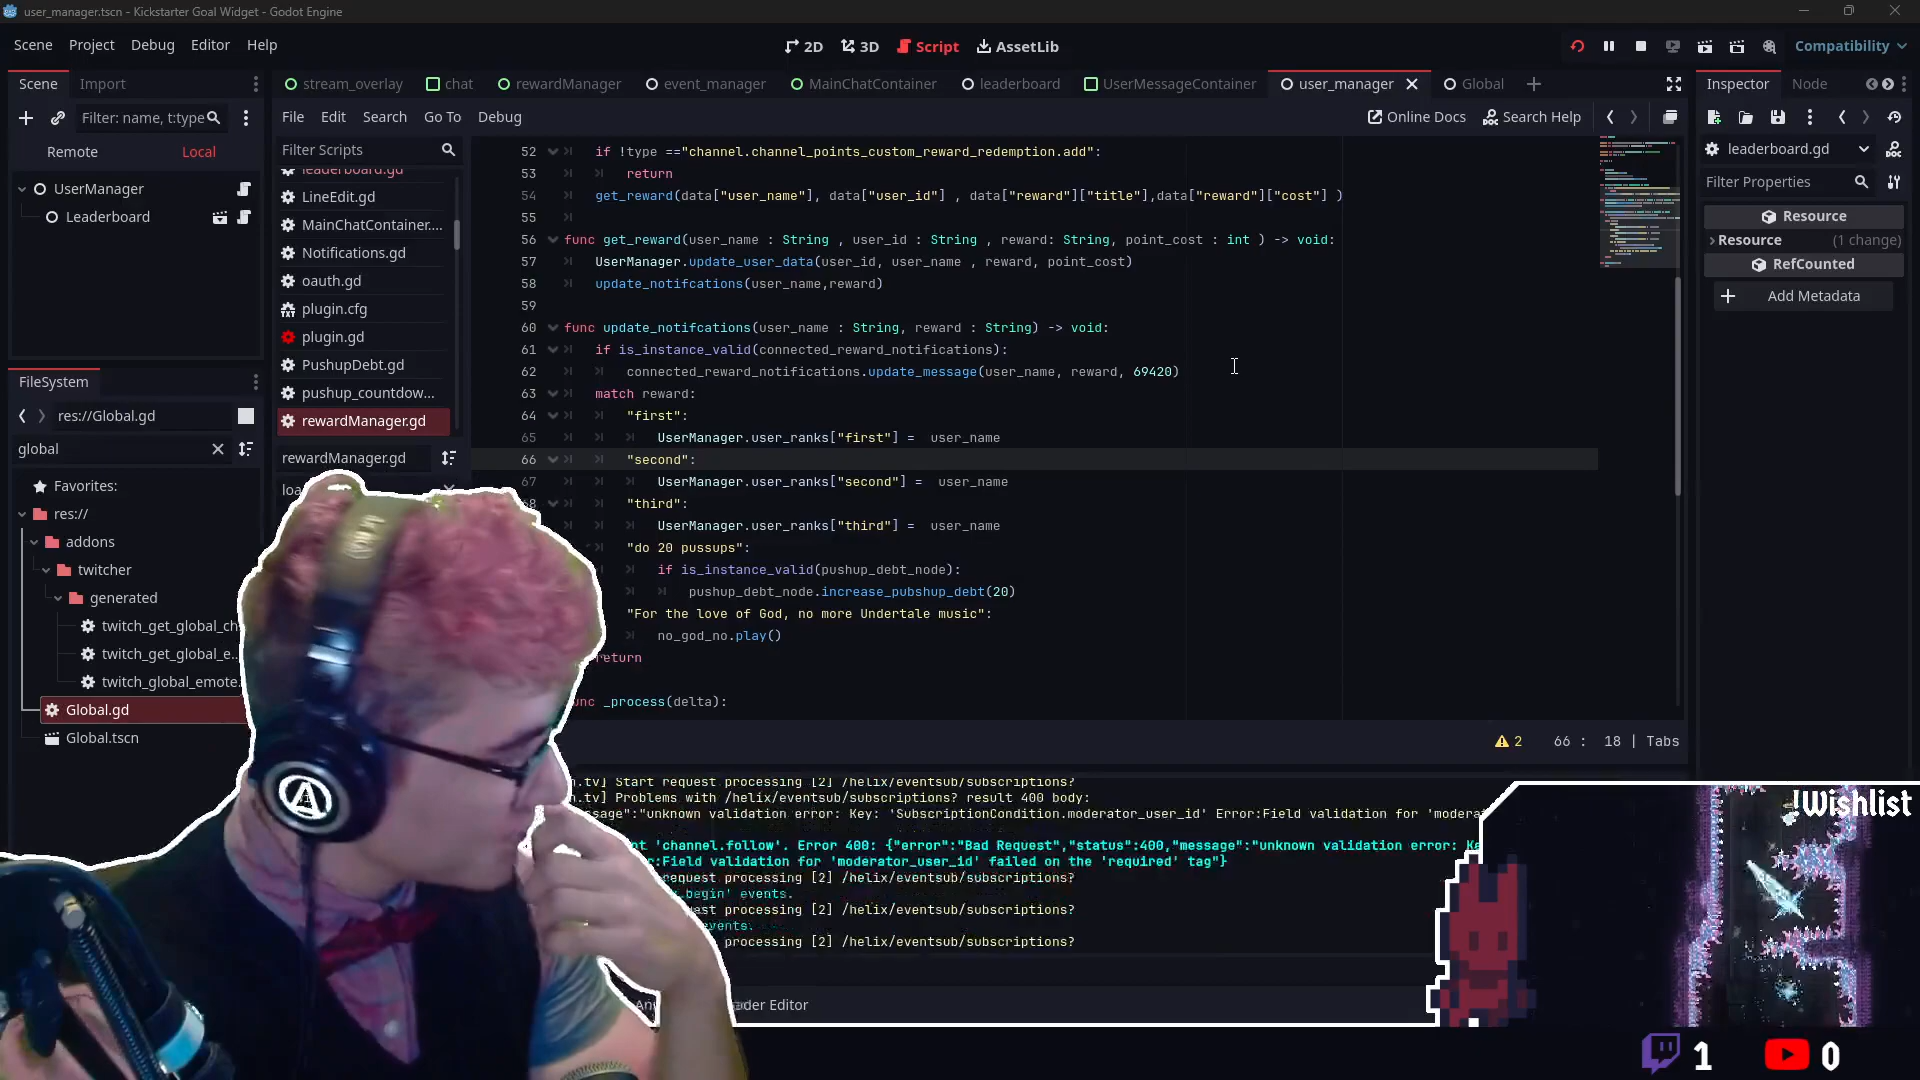 user_manager.tscn - Kickstarter Goal Widget - Godot Engine
Scene Project Debug Editor Help
2D 3D Script AssetLib
Compatibility
Scene Import
stream_overlay chat rewardManager event_manager MainChatContainer leaderboard UserMessageContainer user_manager Global
Inspector Node
Filter: name, t:type
File Edit Search Go To Debug
Online Docs Search Help
Remote Local
Filter Scripts
leaderboard.gd
Filter Properties
UserManager
Leaderboard
leaderboard.gd
LineEdit.gd
MainChatContainer....
Notifications.gd
oauth.gd
plugin.cfg
plugin.gd
PushupDebt.gd
pushup_countdow...
rewardManager.gd
rewardManager.gd
Resource
Resource (1 change)
RefCounted
Add Metadata
FileSystem
res://Global.gd
global
Favorites:
res://
addons
twitcher
generated
twitch_get_global_ch
twitch_get_global_e..
twitch_global_emote.
Global.gd
Global.tscn
52 if !type =="channel.channel_points_custom_reward_redemption.add":
53 return
54 get_reward(data["user_name"], data["user_id"] , data["reward"]["title"],data["reward"]["cost"] )
55
56 func get_reward(user_name : String , user_id : String , reward: String, point_cost : int ) -> void:
57 UserManager.update_user_data(user_id, user_name , reward, point_cost)
58 update_notifcations(user_name,reward)
59
60 func update_notifcations(user_name : String, reward : String) -> void:
61 if is_instance_valid(connected_reward_notifications):
62 connected_reward_notifications.update_message(user_name, reward, 69420)
63 match reward:
64 "first":
65 UserManager.user_ranks["first"] = user_name
66 "second":
67 UserManager.user_ranks["second"] = user_name
"third":
UserManager.user_ranks["third"] = user_name
"do 20 pussups":
if is_instance_valid(pushup_debt_node):
pushup_debt_node.increase_pubshup_debt(20)
"For the love of God, no more Undertale music":
no_god_no.play()
return
_process(delta):
2 66 : 18 | Tabs
n.tv] Start request processing [2] /helix/eventsub/subscriptions?
n.tv] Problems with /helix/eventsub/subscriptions? result 400 body:
sage":"unknown validation error: Key: 'SubscriptionCondition.moderator_user_id' Error:Field validation for 'modera
'channel.follow'. Error 400: {"error":"Bad Request","status":400,"message":"unknown validation error: Ke
:Field validation for 'moderator_user_id' failed on the 'required' tag"}
request processing [2] /helix/eventsub/subscriptions?
begin' events.
processing [2] /helix/eventsub/subscriptions?
events.
processing [2] /helix/eventsub/subscriptions?
Editor
!Wishlist
1 0